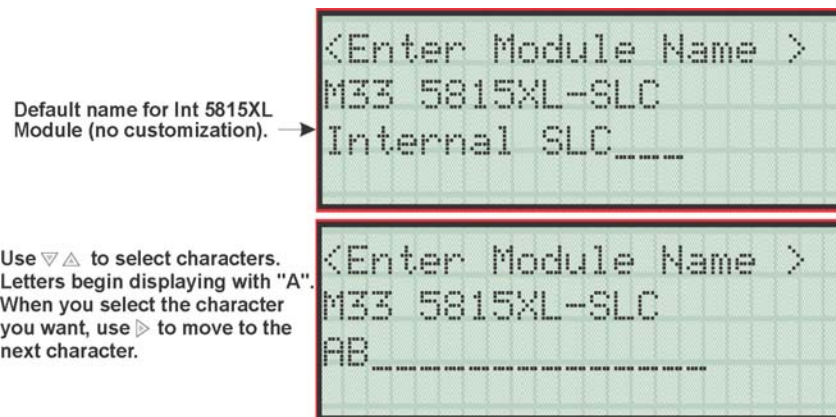 <Enter Module Name >
M33 5815XL-SLC
Default name for Int 5815XL
Module (no customization).
Internal SLC___
Use ▽ △ to select characters.
Letters begin displaying with "A".
When you select the character
you want, use ▷ to move to the
next character.
<Enter Module Name >
M33 5815XL-SLC
AB______________